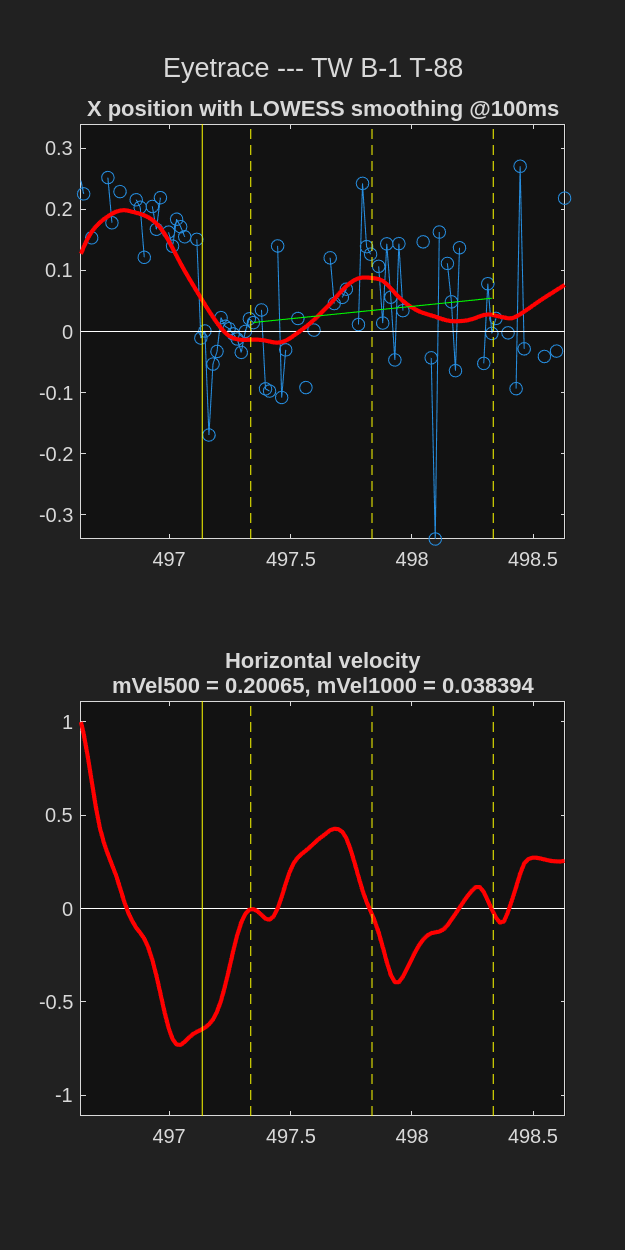 Eyetrace --- TW B-1 T-88
X position with LOWESS smoothing @100ms
0.3
0.2
0.1
0
-0.1
-0.2
-0.3
497 497.5 498 498.5
Horizontal velocity
mVel500 = 0.20065, mVel1000 = 0.038394
1
0.5
0
-0.5
-1
497 497.5 498 498.5